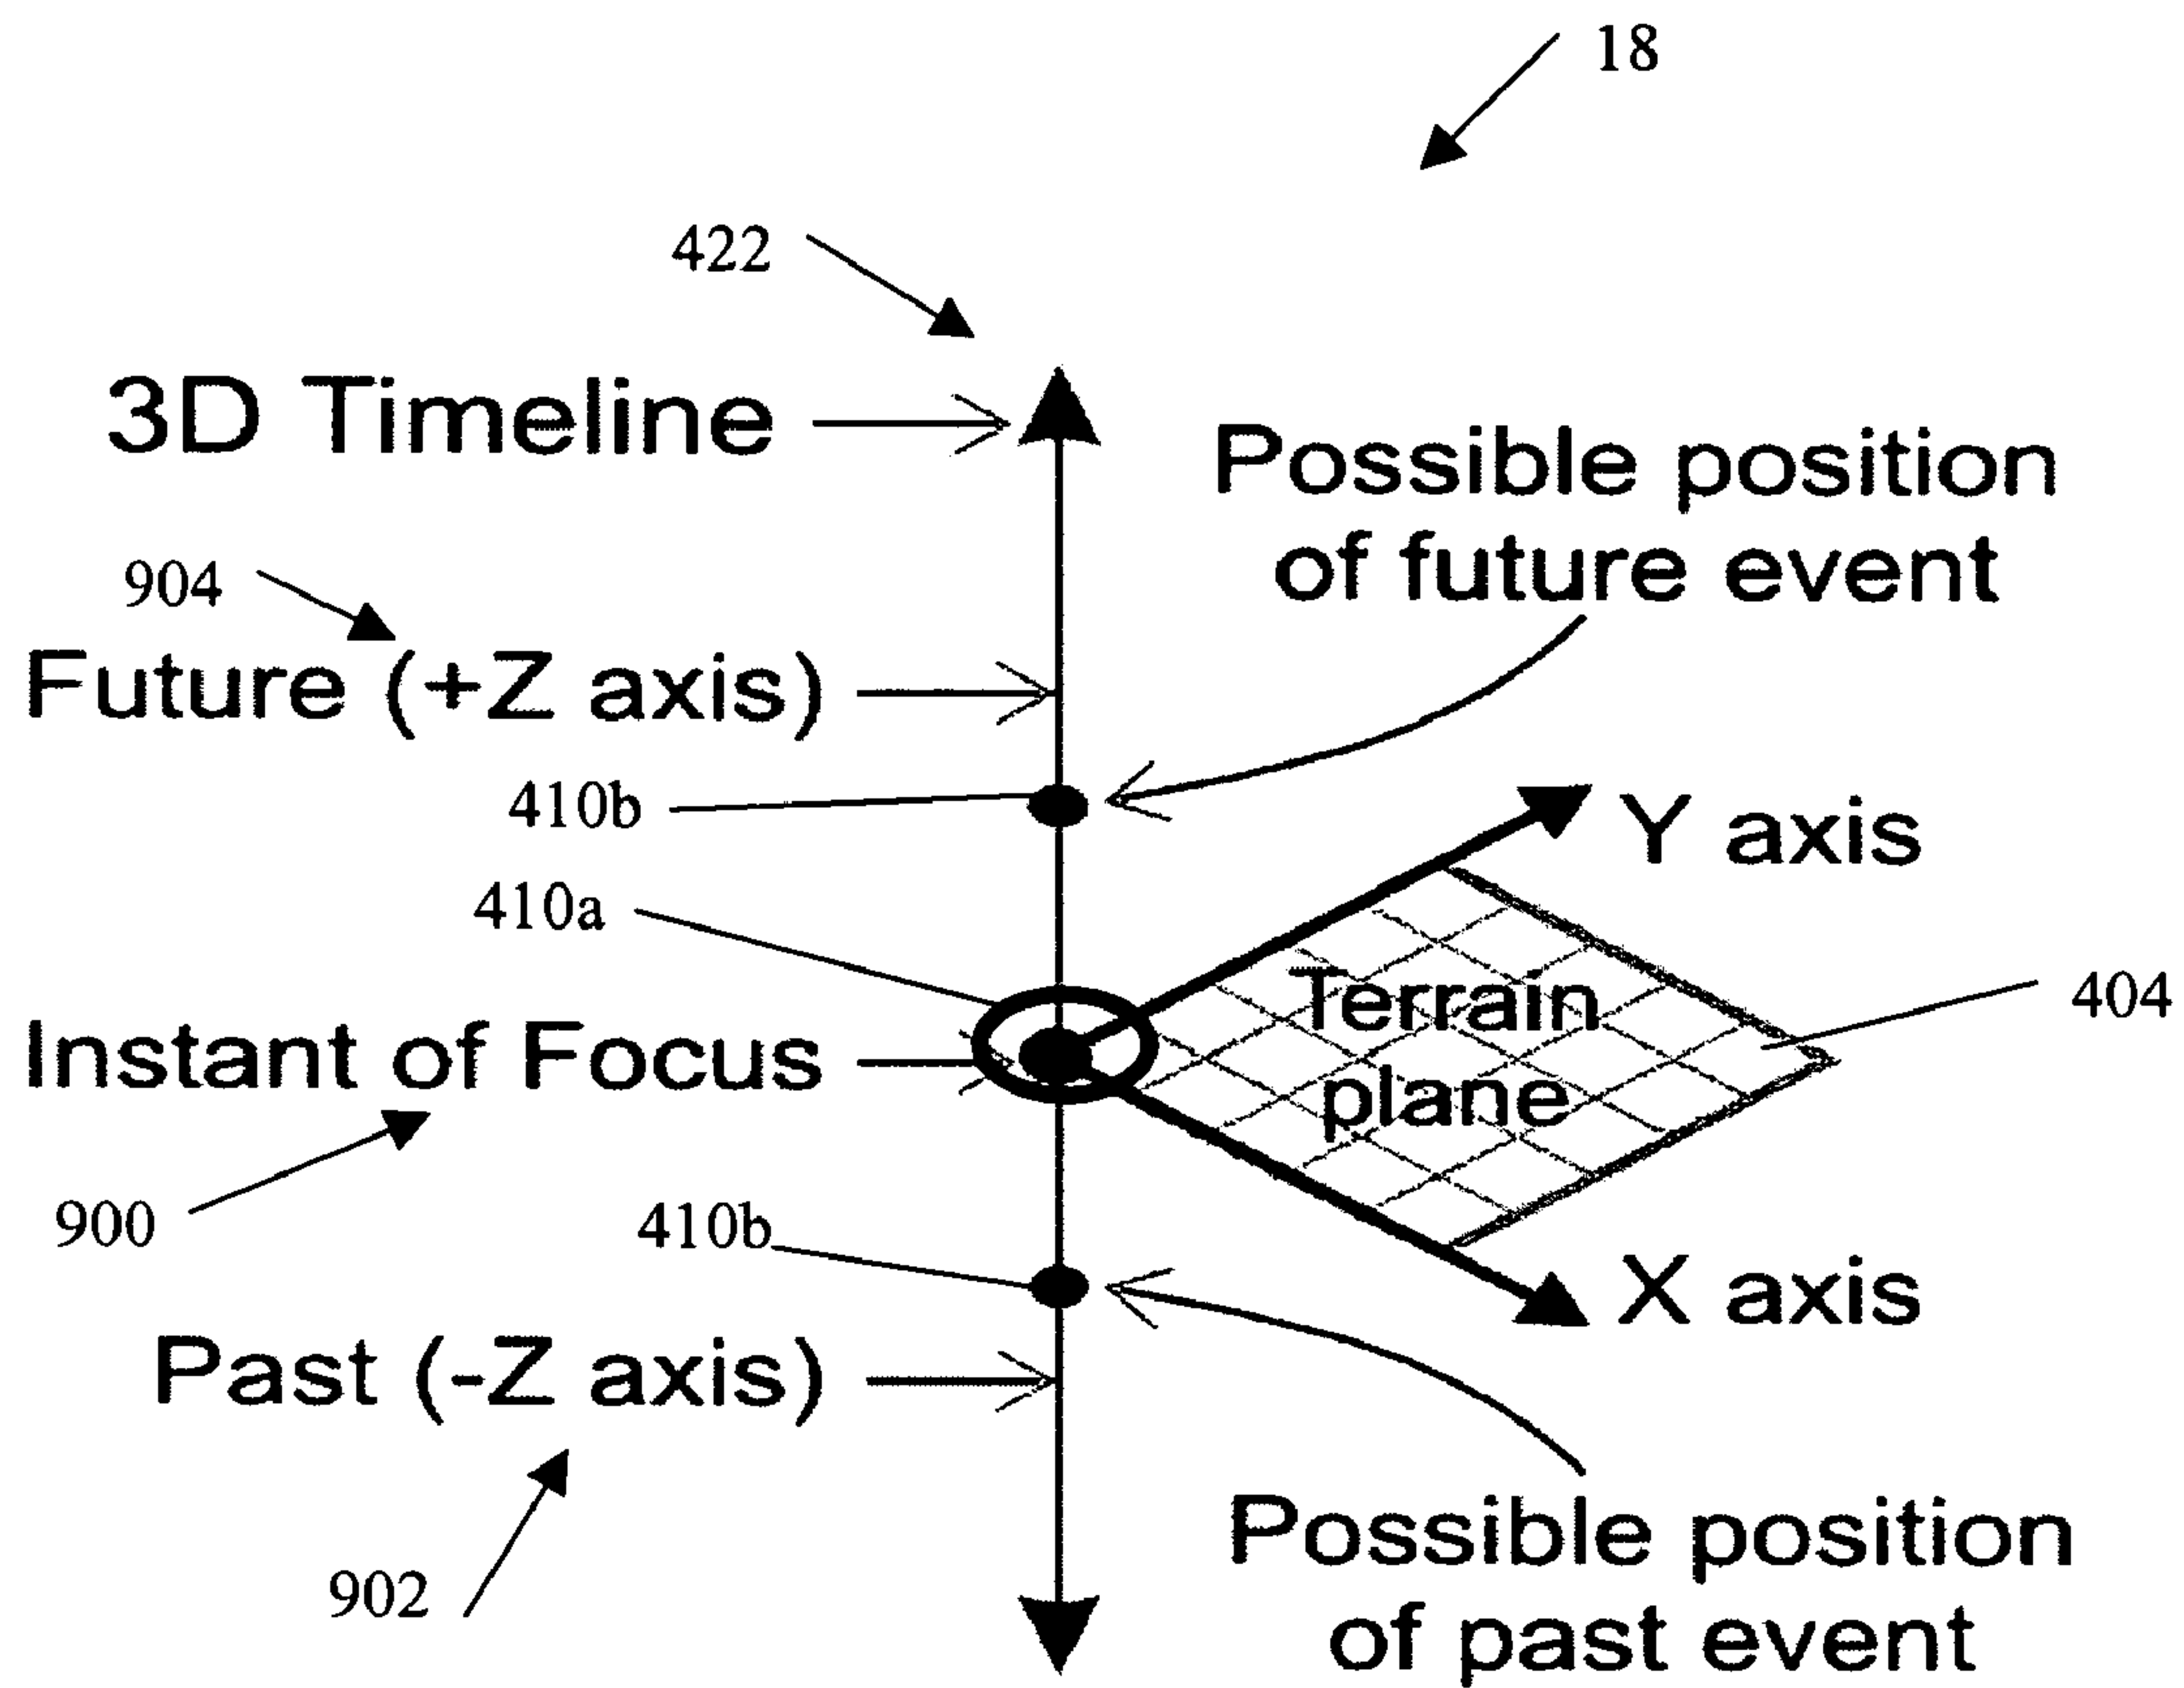 18
422
3D Timeline
Possible position
of future event
904
Future (+Z axis)
410b
Y axis
410a
Terrain
404
Instant of Focus
plane
900
410b
X axis
Past (-Z axis)
Possible position
902
of past event